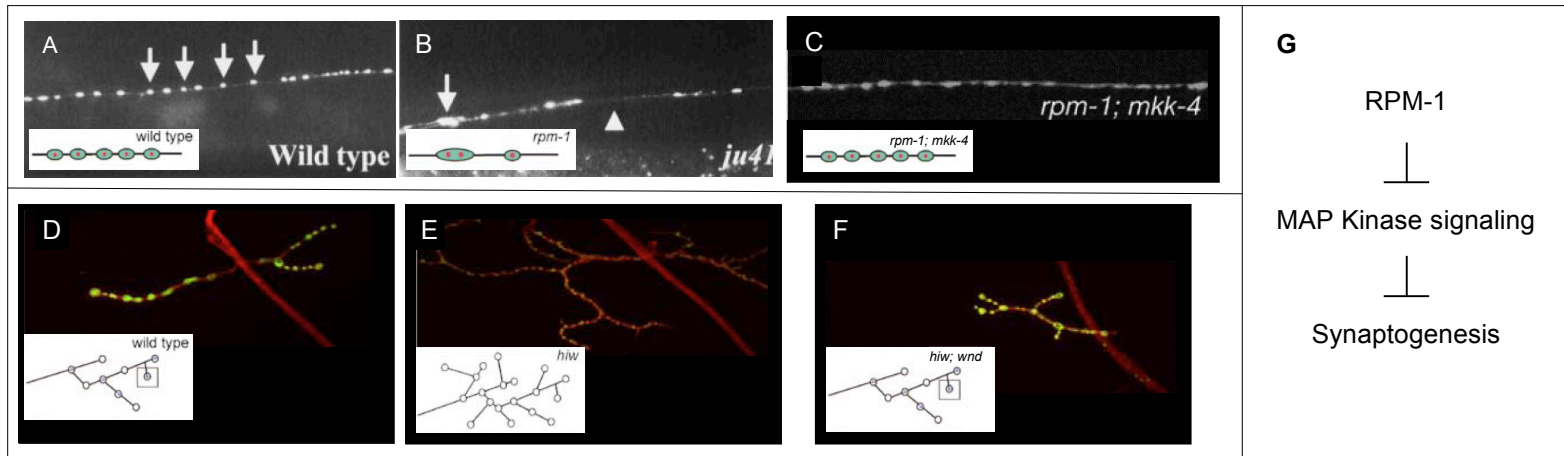 A
wild type
Wild type
B
rpm-1
ju41
C
rpm-1; mkk-4
rpm-1; mkk-4
D
wild type
E
hiw
F
hiw; wnd
G
RPM-1
MAP Kinase signaling
Synaptogenesis